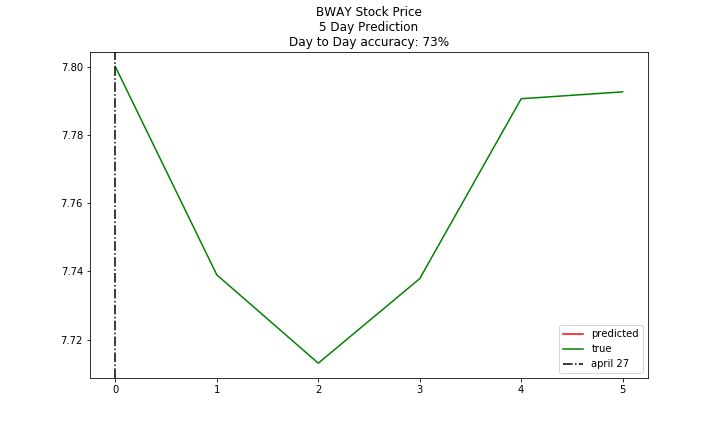 BWAY Stock Price
5 Day Prediction
Day to Day accuracy: 73%
7.80
7.78
7.76
7.74
7.72
0 1 2 3 4 5
predicted
true
april 27